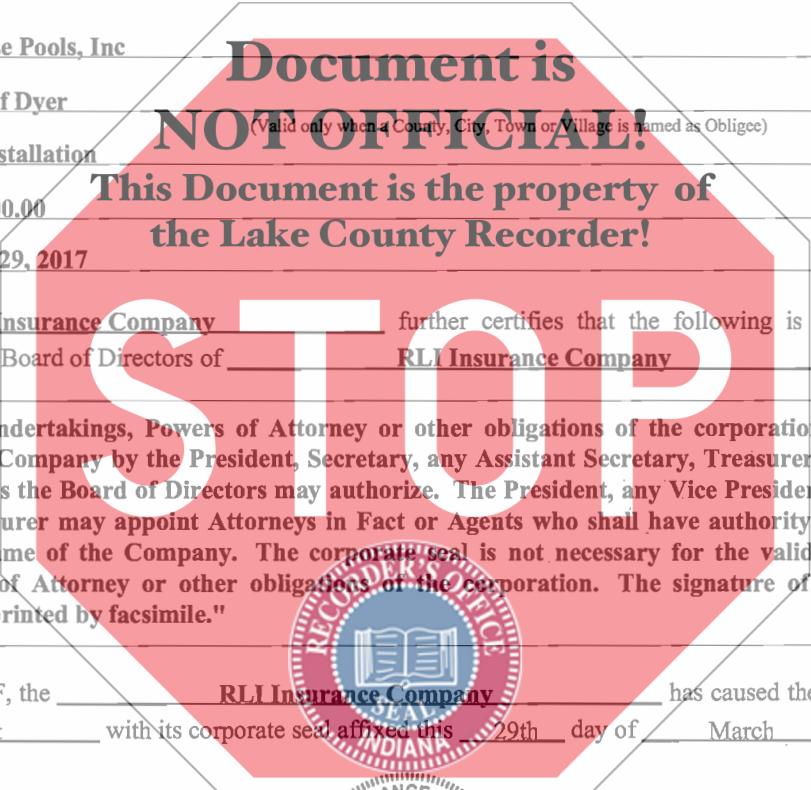 e Pools, Inc
Document is
f Dyer
NOT OFFICIAL!
(Valid only when a County, City, Town or Village is named as Obligee)
stallation
This Document is the property of
0.00
the Lake County Recorder!
29, 2017
STOP
nsurance Company further certifies that the following is
Board of Directors of RLI Insurance Company
ndertakings, Powers of Attorney or other obligations of the corporatio
Company by the President, Secretary, any Assistant Secretary, Treasurer
s the Board of Directors may authorize. The President, any Vice Preside
urer may appoint Attorneys in Fact or Agents who shall have authority
me of the Company. The corporate seal is not necessary for the valid
of Attorney or other obligations of the corporation. The signature of
rinted by facsimile."
RECORDER'S OFFICE
SEAL
INDIANA
F, the RLI Insurance Company has caused the
with its corporate seal affixed this 29th day of March